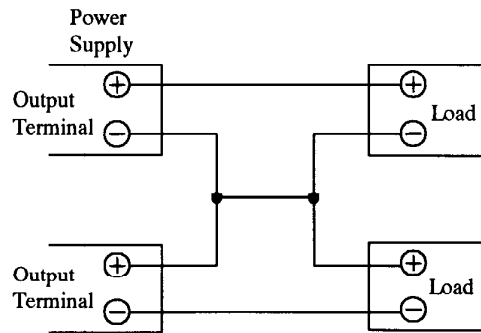 Power
Supply
+
+
Output
Terminal
Load
−
−
+
+
Output
Terminal
Load
−
−